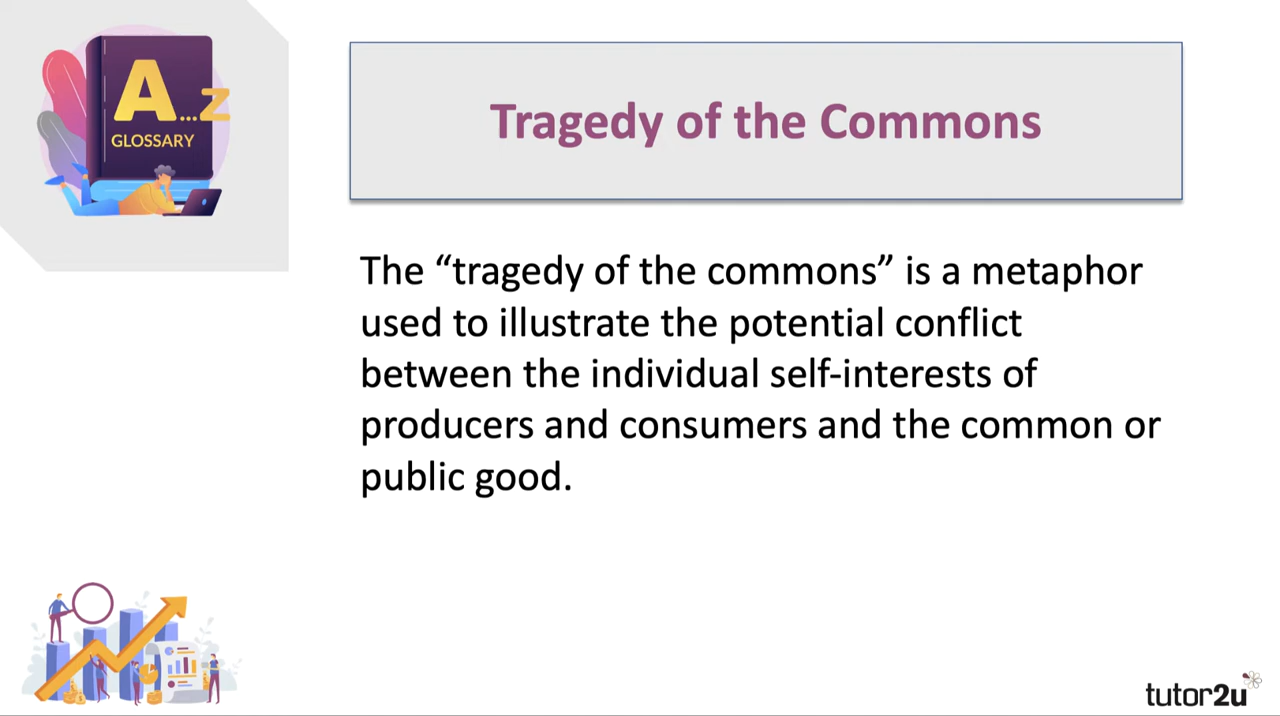 A...Z
GLOSSARY
Tragedy of the Commons
The “tragedy of the commons” is a metaphor
used to illustrate the potential conflict
between the individual self-interests of
producers and consumers and the common or
public good.
tutor2u